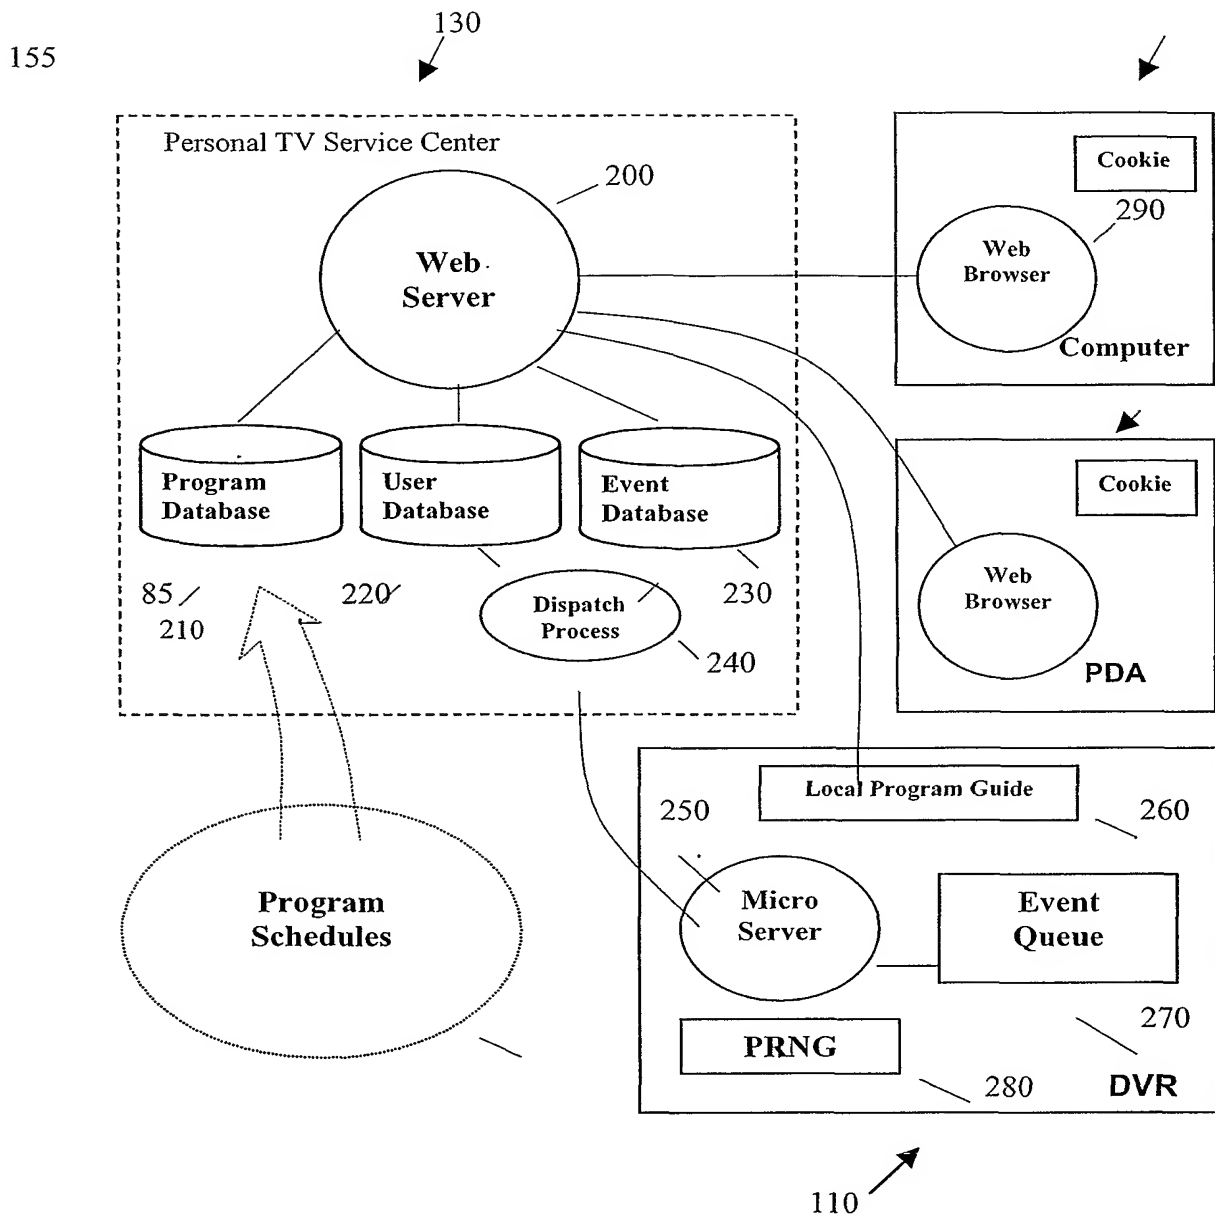 130
155
Personal TV Service Center
200
Web
Server
Cookie
290
Web
Browser
Computer
Program
Database
User
Database
Event
Database
Cookie
85
210
220
230
Dispatch
Process
240
Web
Browser
PDA
Local Program Guide
250
260
Program
Schedules
Micro
Server
Event
Queue
270
PRNG
280
DVR
110